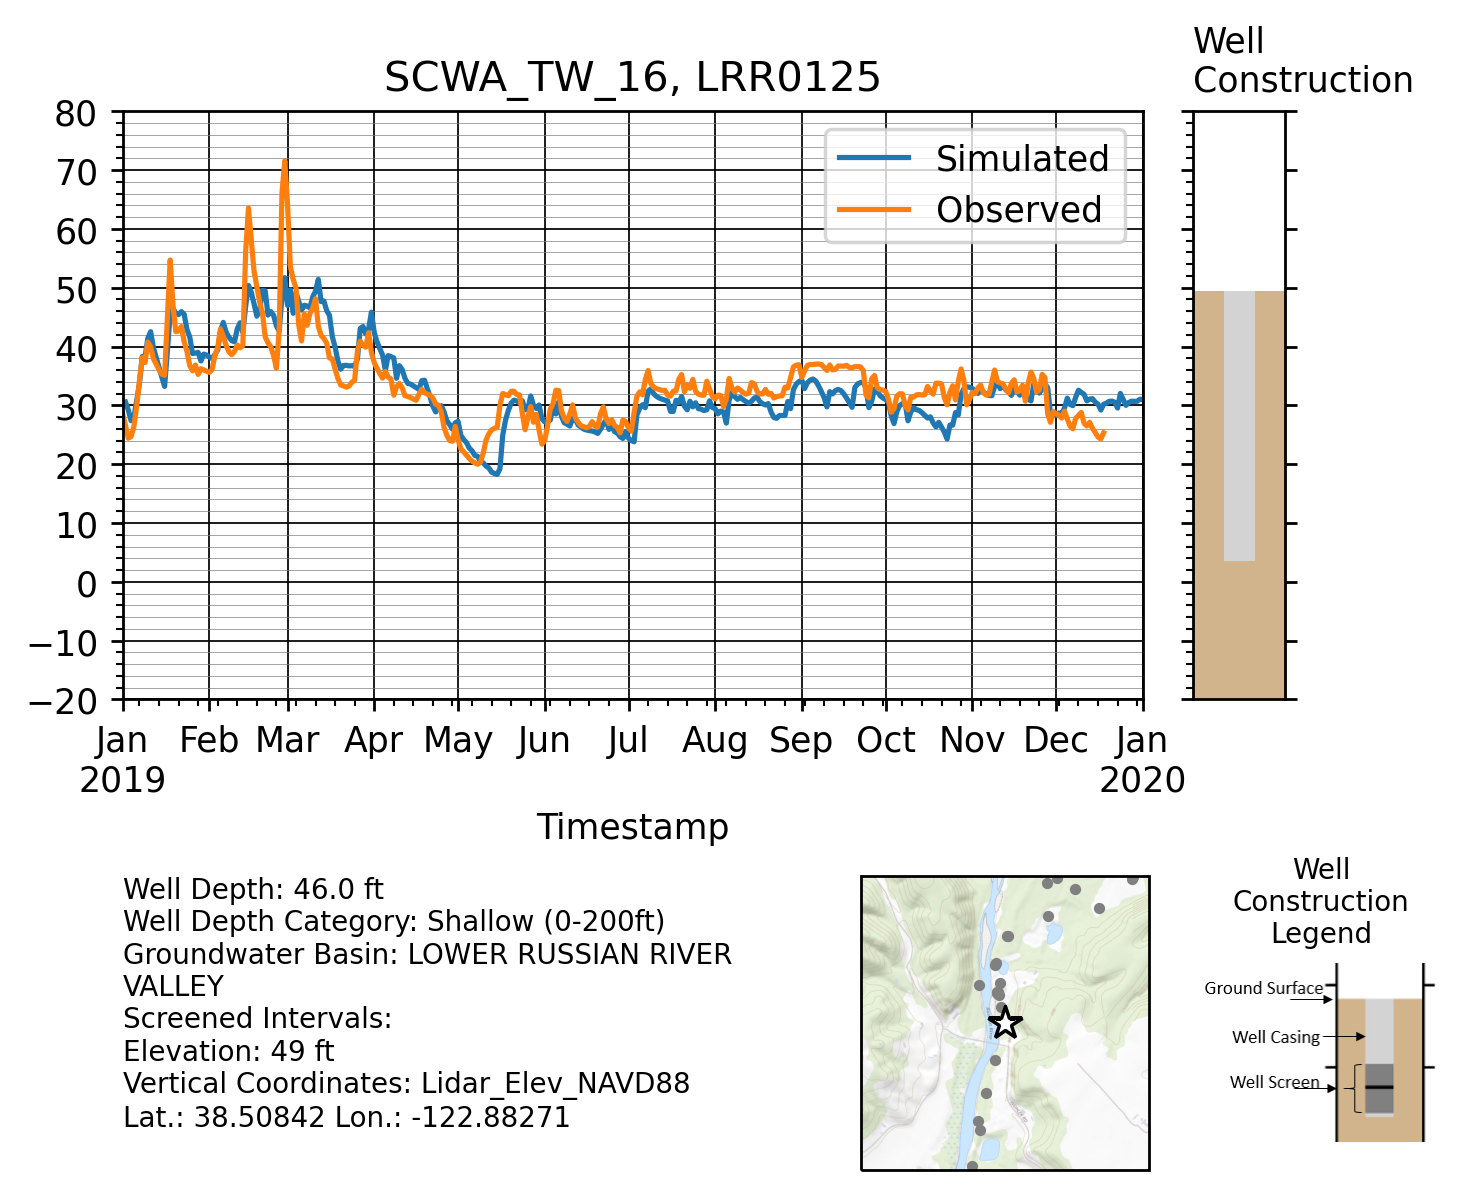 Well
Construction
SCWA_TW_16, LRR0125
80
70
60
50
40
30
20
10
0
−10
−20
Simulated
Observed
Jan Feb Mar Apr May Jun Jul Aug Sep Oct Nov Dec Jan
2019 2020
Timestamp
Well Depth: 46.0 ft
Well Depth Category: Shallow (0-200ft)
Groundwater Basin: LOWER RUSSIAN RIVER
VALLEY
Screened Intervals:
Elevation: 49 ft
Vertical Coordinates: Lidar_Elev_NAVD88
Lat.: 38.50842 Lon.: -122.88271
Well
Construction
Legend
Ground Surface
Well Casing
Well Screen